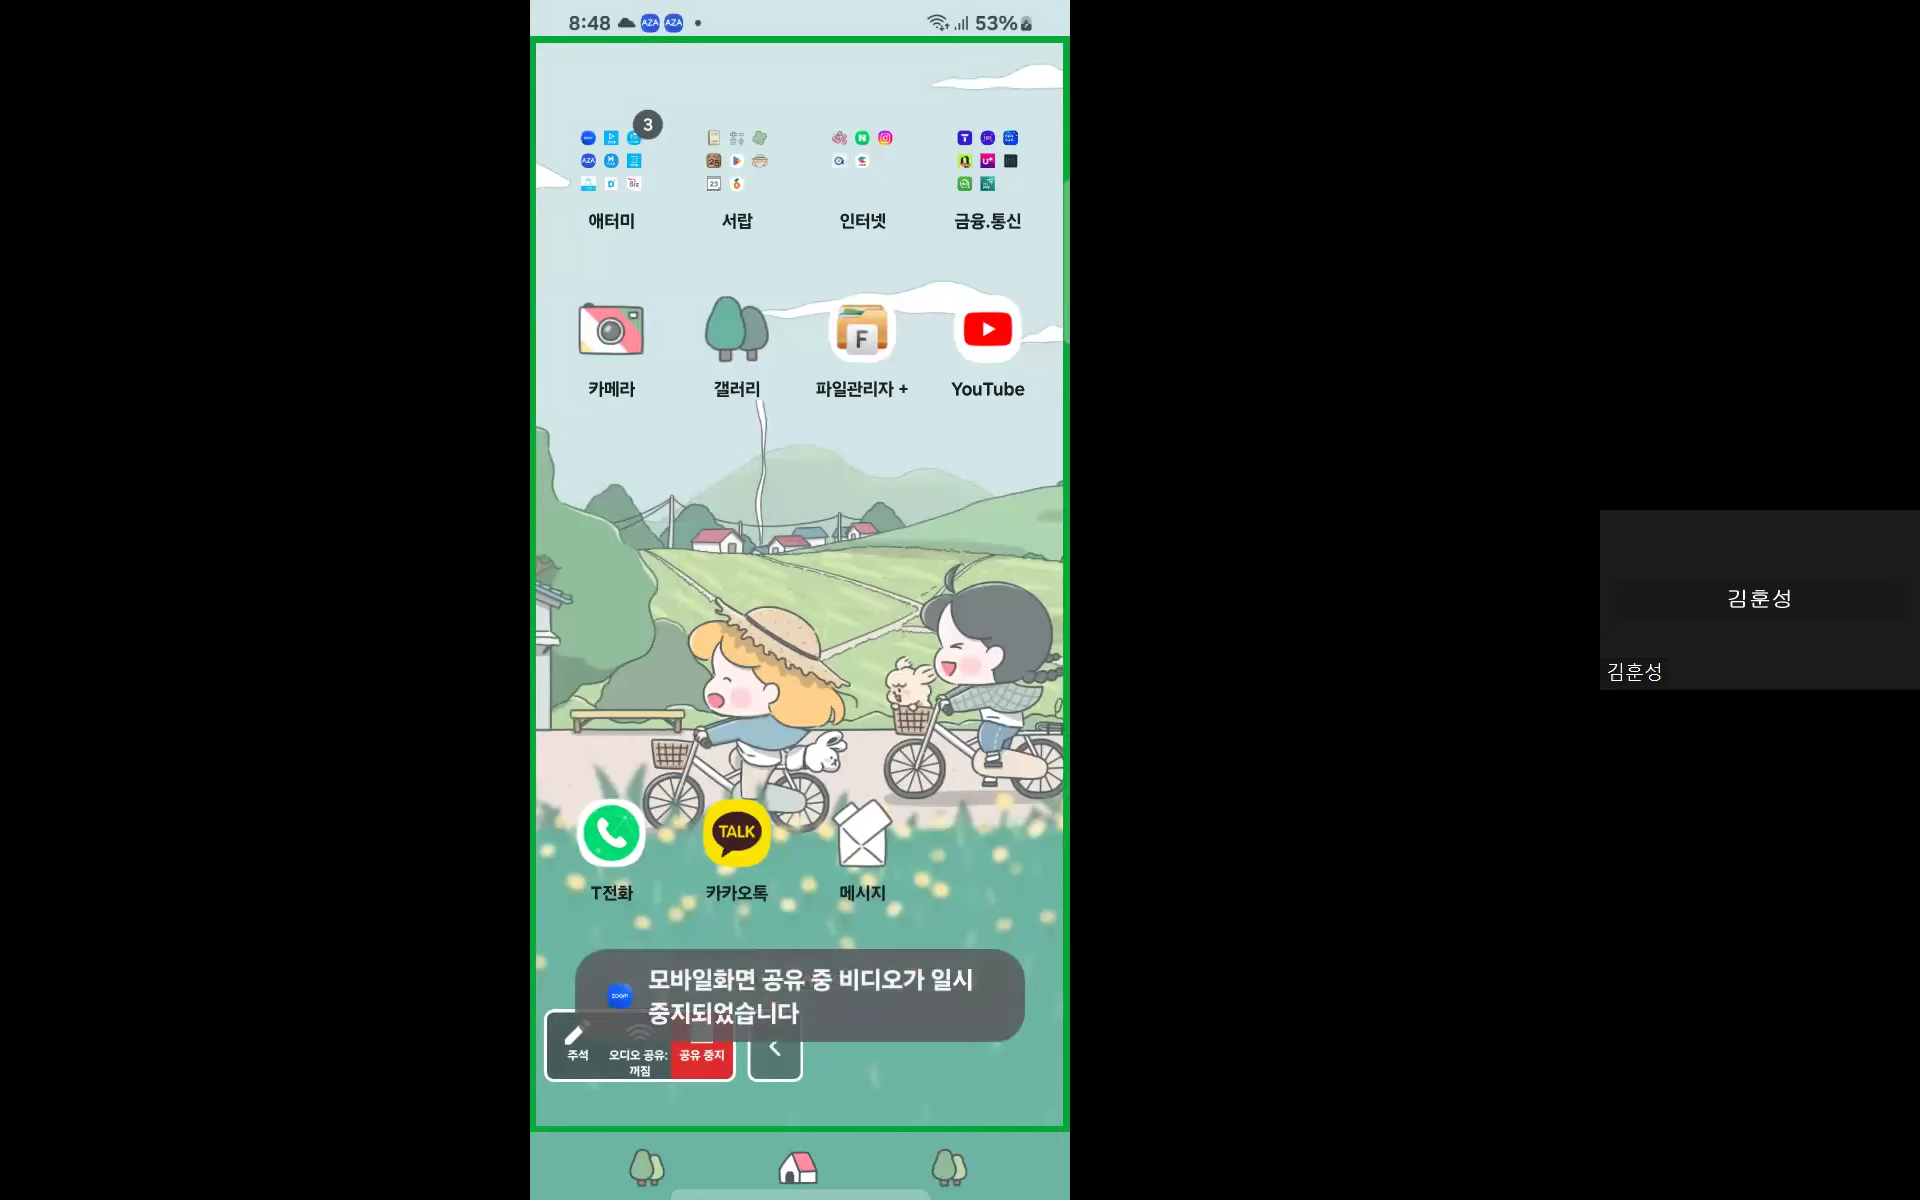 8:48 AZA AZA 53%
3
애터미 서랍 인터넷 금융.통신
카메라 갤러리 파일관리자 + YouTube
김훈성
김훈성
TALK
T전화 카카오톡 메시지
zoom 모바일화면 공유 중 비디오가 일시
중지되었습니다
주석 오디오 공유: 공유 중지
꺼짐